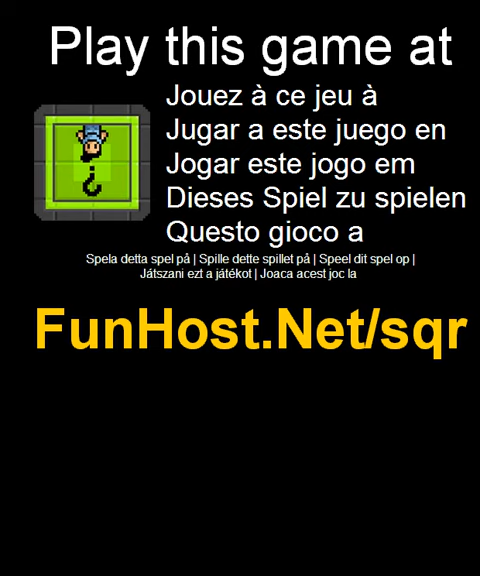 Play this game at
Jouez à ce jeu à
Jugar a este juego en
Jogar este jogo em
Dieses Spiel zu spielen
Questo gioco a
Spela detta spel på | Spille dette spillet på | Speel dit spel op |
Játszani ezt a játékot | Joaca acest joc la
FunHost.Net/sqr